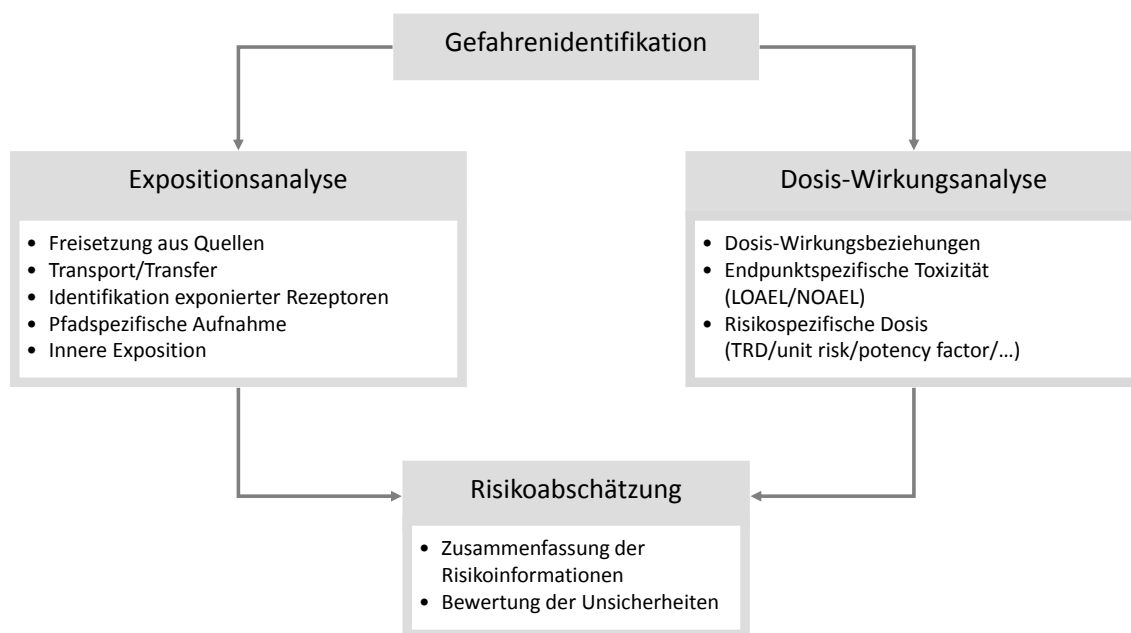 Gefahrenidentifikation
Expositionsanalyse
• Freisetzung aus Quellen
• Transport/Transfer
• Identifikation exponierter Rezeptoren
• Pfadspezifische Aufnahme
• Innere Exposition
Dosis-Wirkungsanalyse
• Dosis-Wirkungsbeziehungen
• Endpunktspezifische Toxizität
(LOAEL/NOAEL)
• Risikospezifische Dosis
(TRD/unit risk/potency factor/…)
Risikoabschätzung
• Zusammenfassung der
Risikoinformationen
• Bewertung der Unsicherheiten